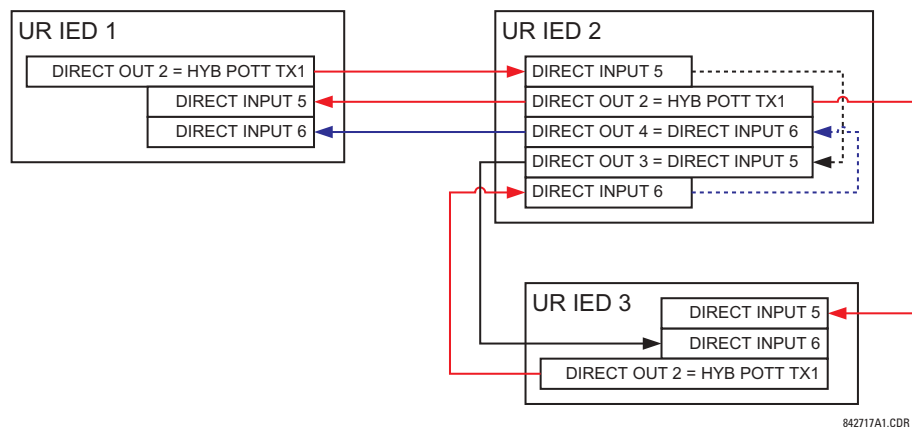 UR IED 1
DIRECT OUT 2 = HYB POTT TX1
DIRECT INPUT 5
DIRECT INPUT 6
UR IED 2
DIRECT INPUT 5
DIRECT OUT 2 = HYB POTT TX1
DIRECT OUT 4 = DIRECT INPUT 6
DIRECT OUT 3 = DIRECT INPUT 5
DIRECT INPUT 6
UR IED 3
DIRECT INPUT 5
DIRECT INPUT 6
DIRECT OUT 2 = HYB POTT TX1
842717A1.CDR